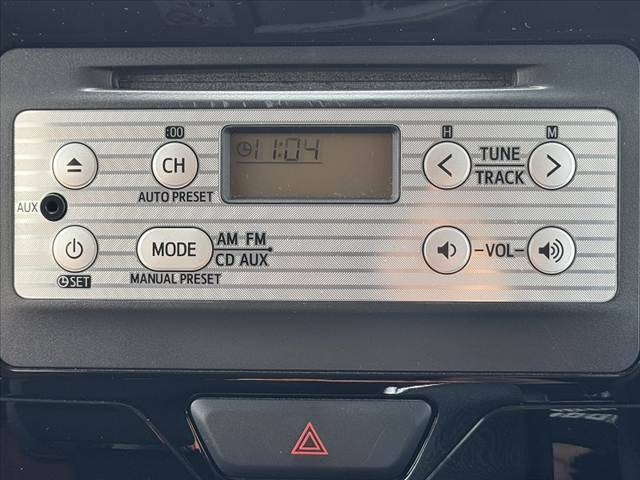 :00 H M
CH 11:04 TUNE
AUTO PRESET TRACK
AUX
MODE AM FM VOL
CD AUX
SET MANUAL PRESET